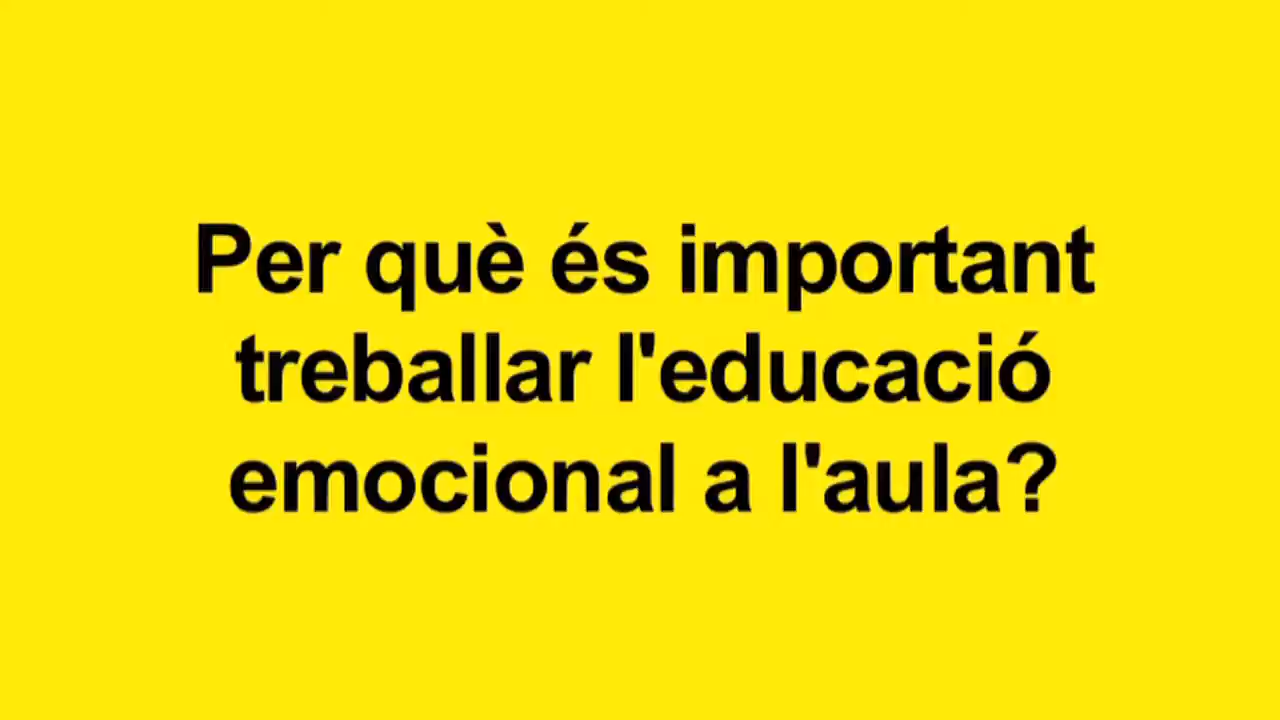 Per què és important
treballar l'educació
emocional a l'aula?